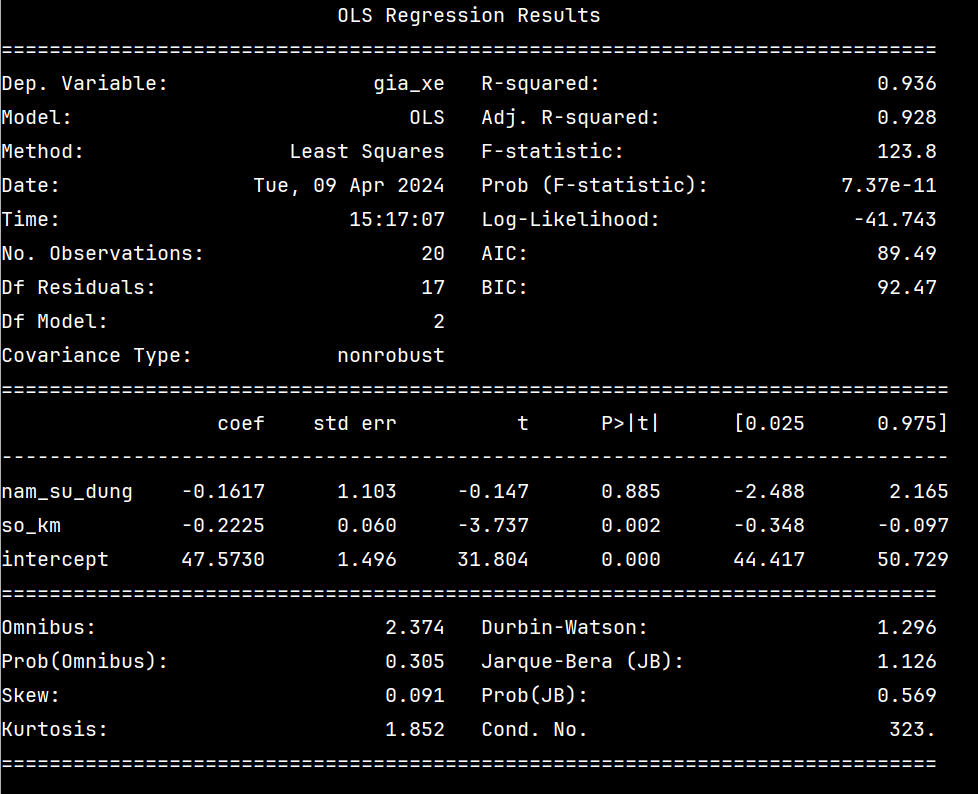 OLS Regression Results
==============================================================================
Dep. Variable: gia_xe R-squared: 0.936
Model: OLS Adj. R-squared: 0.928
Method: Least Squares F-statistic: 123.8
Date: Tue, 09 Apr 2024 Prob (F-statistic): 7.37e-11
Time: 15:17:07 Log-Likelihood: -41.743
No. Observations: 20 AIC: 89.49
Df Residuals: 17 BIC: 92.47
Df Model: 2
Covariance Type: nonrobust
===============================================================================
coef std err t P>|t| [0.025 0.975]
-------------------------------------------------------------------------------
nam_su_dung -0.1617 1.103 -0.147 0.885 -2.488 2.165
so_km -0.2225 0.060 -3.737 0.002 -0.348 -0.097
intercept 47.5730 1.496 31.804 0.000 44.417 50.729
==============================================================================
Omnibus: 2.374 Durbin-Watson: 1.296
Prob(Omnibus): 0.305 Jarque-Bera (JB): 1.126
Skew: 0.091 Prob(JB): 0.569
Kurtosis: 1.852 Cond. No. 323.
==============================================================================